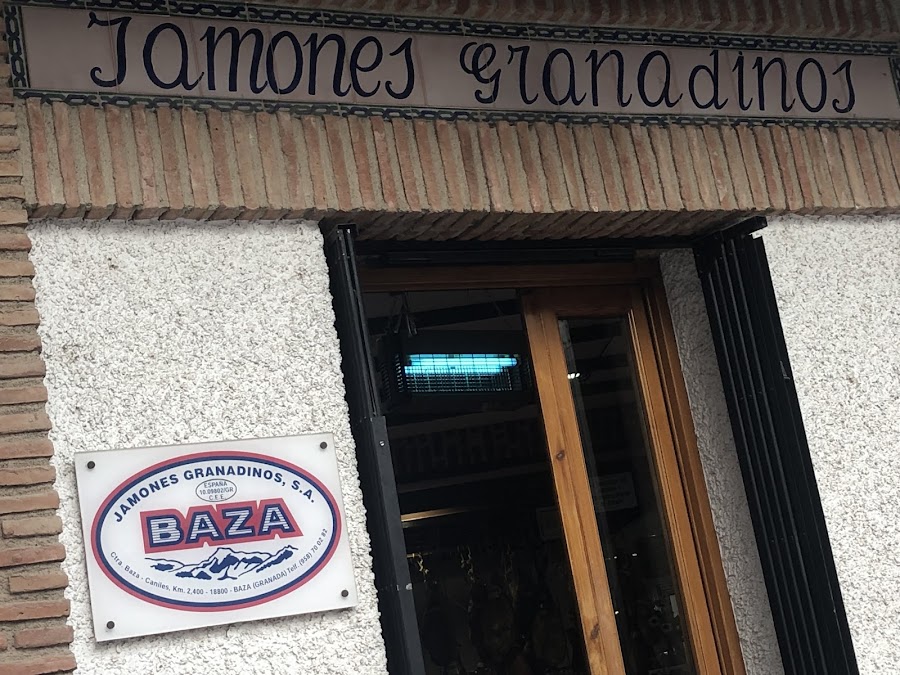 Jamones Granadinos
JAMONES GRANADINOS, S.A.
ESPAÑA
10.09802/GR
C.E.E.
BAZA
Ctra. Baza - Caniles, Km. 2,400 - 18800 - BAZA (GRANADA) Telf. (958) 70 02 82